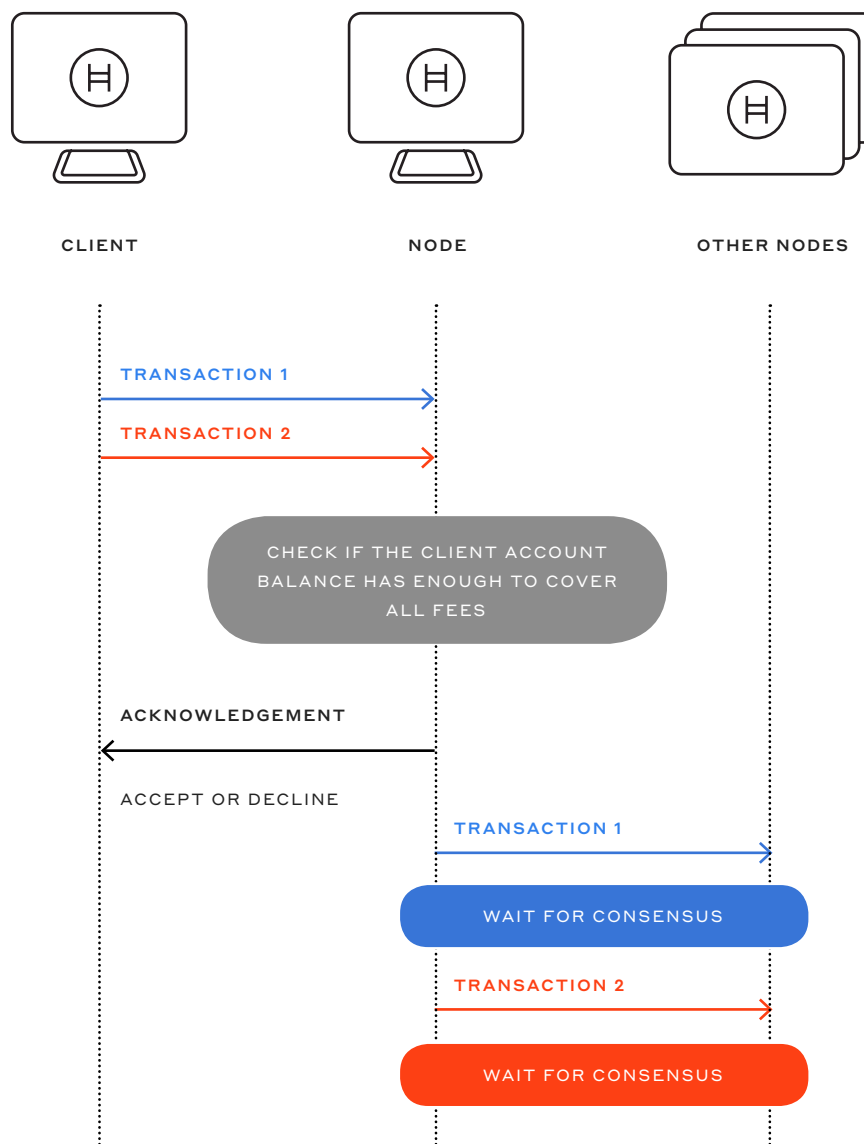 CLIENT
NODE
OTHER NODES
TRANSACTION 1
TRANSACTION 2
CHECK IF THE CLIENT ACCOUNT
BALANCE HAS ENOUGH TO COVER
ALL FEES
ACKNOWLEDGEMENT
ACCEPT OR DECLINE
TRANSACTION 1
WAIT FOR CONSENSUS
TRANSACTION 2
WAIT FOR CONSENSUS